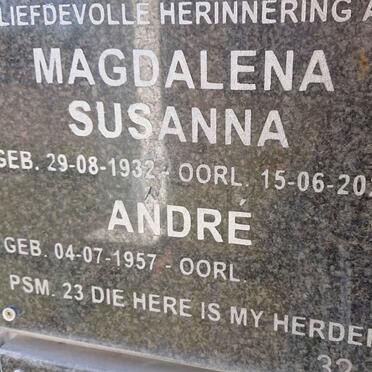 LIEFDEVOLLE HERINNERING A
MAGDALENA
SUSANNA
GEB. 29-08-1932 - OORL. 15-06-20
ANDRÉ
GEB. 04-07-1957 - OORL.
PSM. 23 DIE HERE IS MY HERDER
32